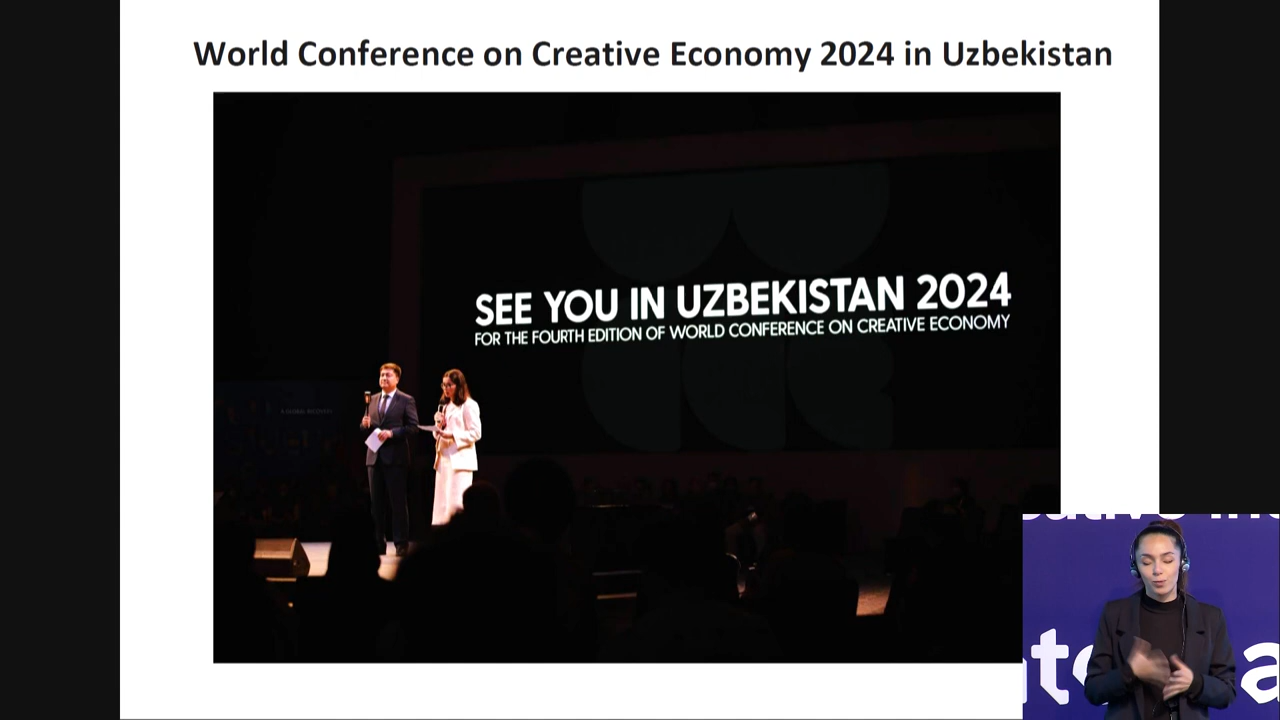 World Conference on Creative Economy 2024 in Uzbekistan
SEE YOU IN UZBEKISTAN 2024
FOR THE FOURTH EDITION OF WORLD CONFERENCE ON CREATIVE ECONOMY